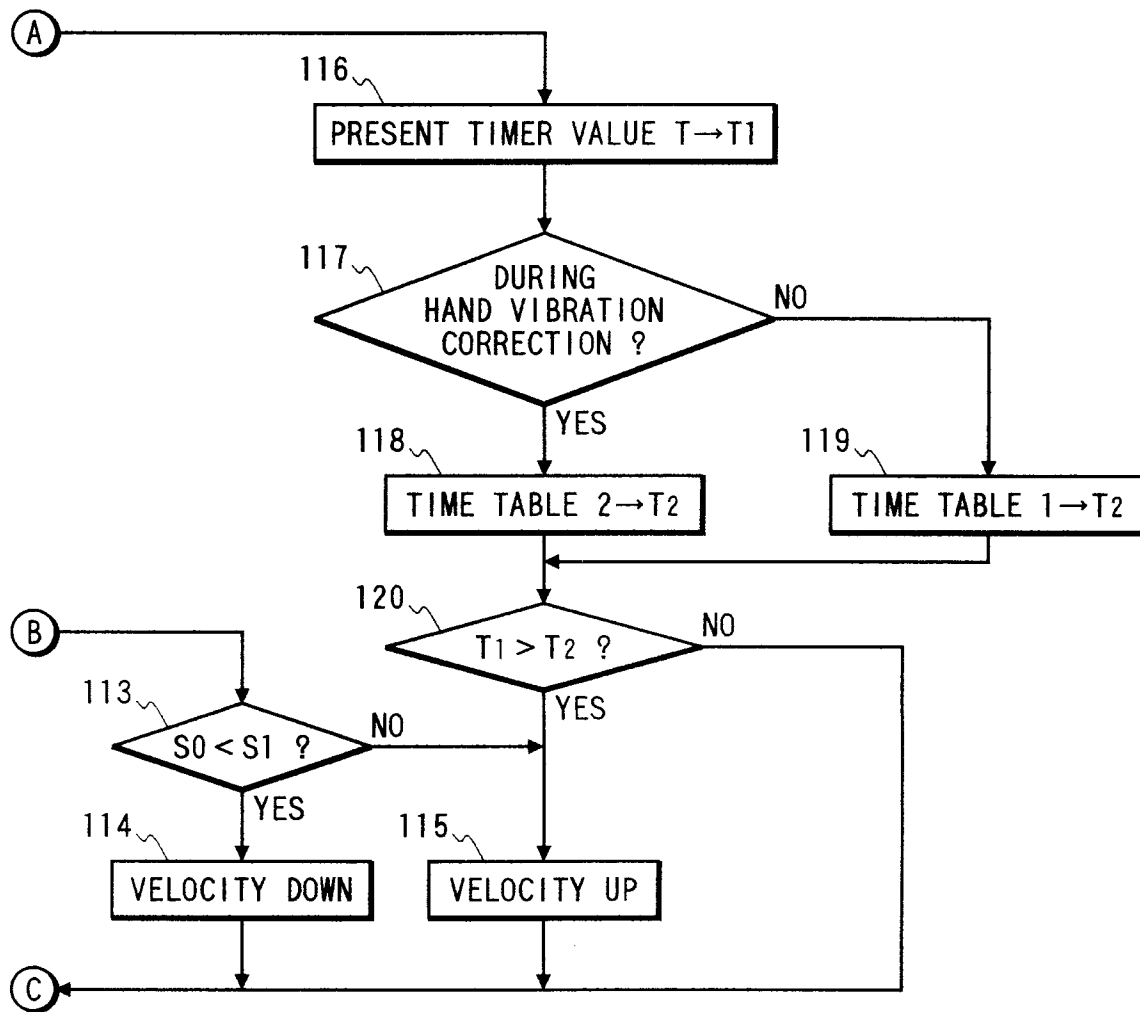 A
116
PRESENT TIMER VALUE T→T1
117
DURING
HAND VIBRATION
CORRECTION ?
NO
YES
118
TIME TABLE 2→T2
119
TIME TABLE 1→T2
120
T1 > T2 ?
NO
YES
B
113
S0 < S1 ?
NO
YES
114
VELOCITY DOWN
115
VELOCITY UP
C